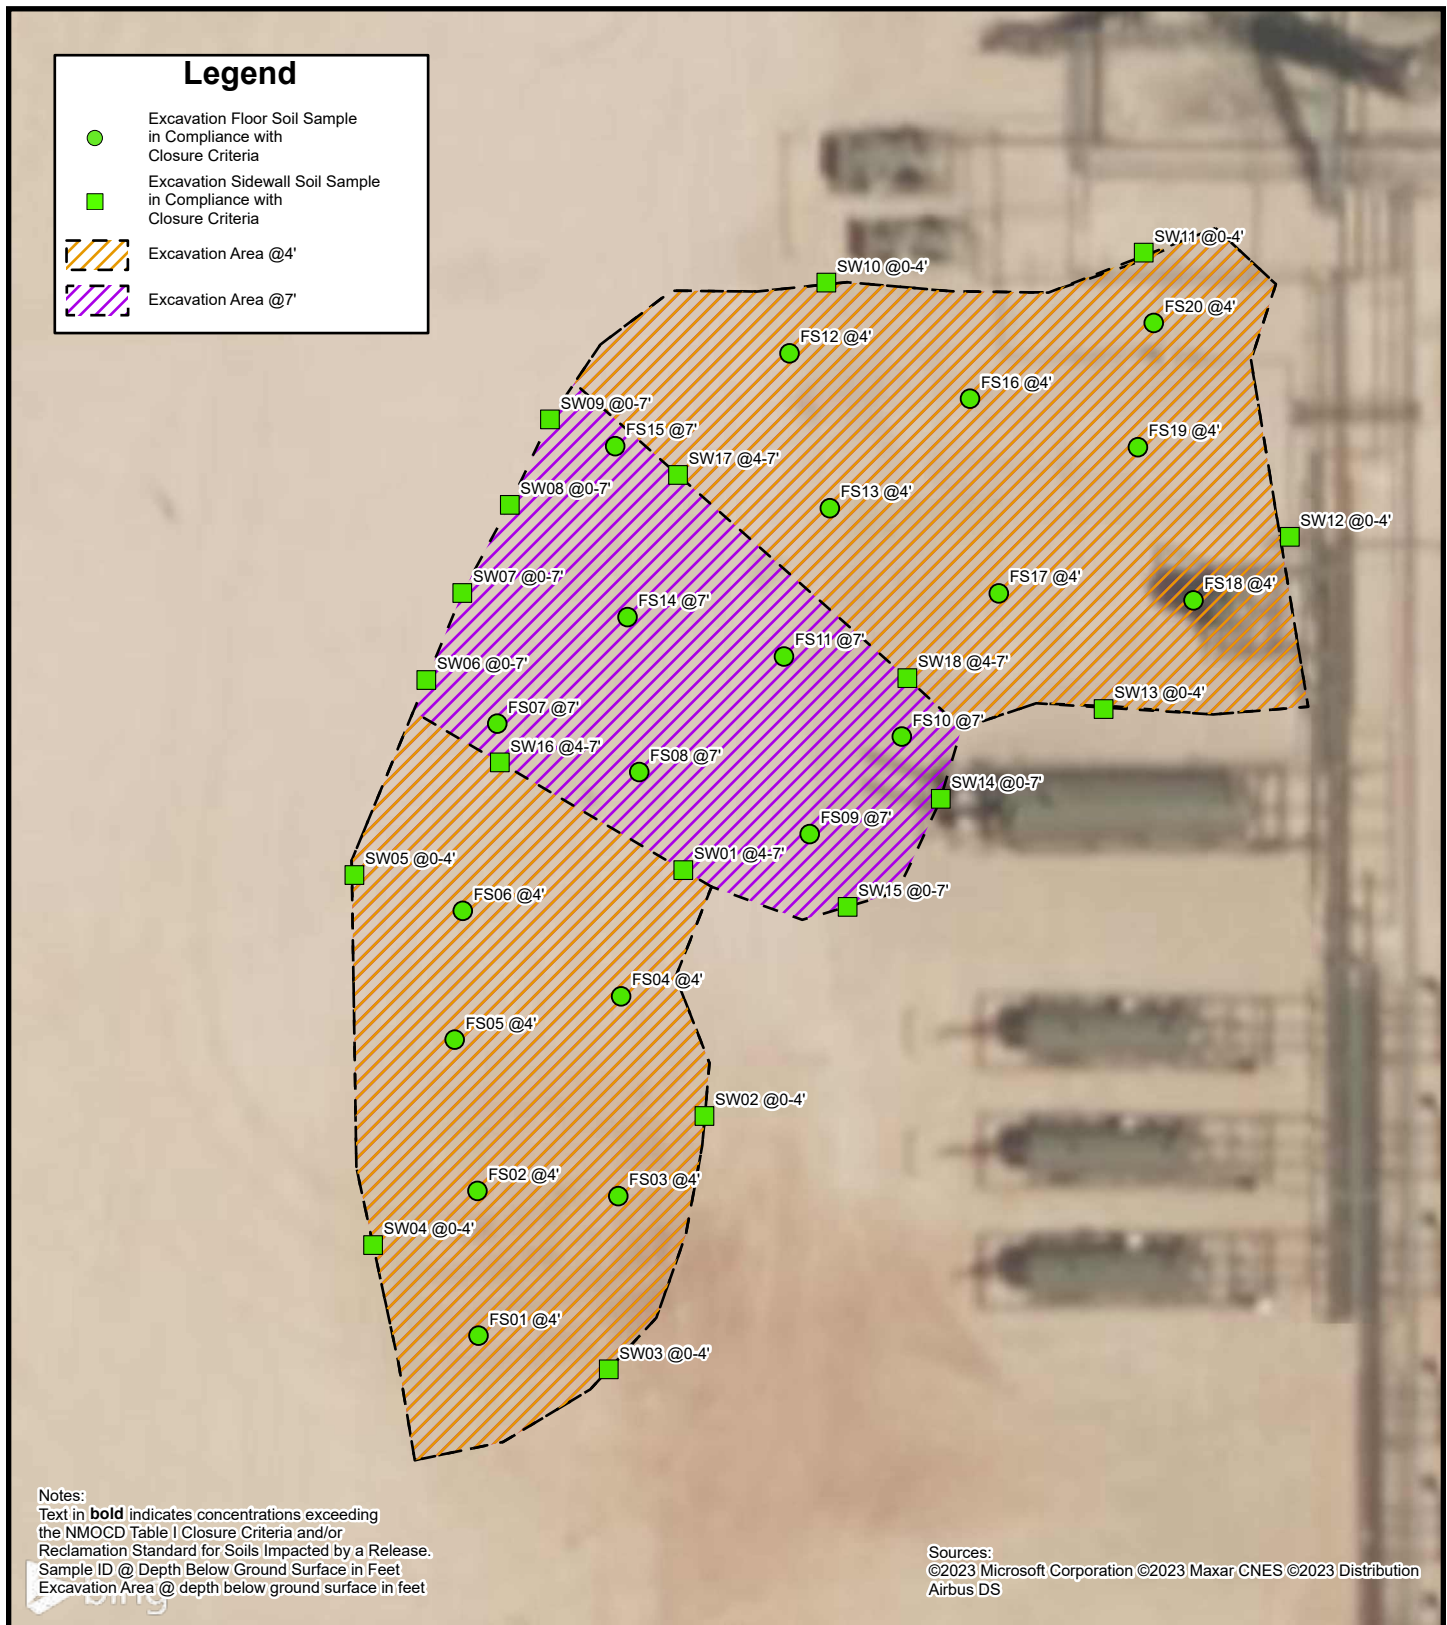 Legend
Excavation Floor Soil Sample
in Compliance with
Closure Criteria
Excavation Sidewall Soil Sample
in Compliance with
Closure Criteria
Excavation Area @4'
Excavation Area @7'
SW11 @0-4'
SW10 @0-4'
FS20 @4'
FS12 @4'
FS16 @4'
SW09 @0-7'
FS15 @7'
FS19 @4'
SW17 @4-7'
SW08 @0-7'
FS13 @4'
SW12 @0-4'
SW07 @0-7'
FS17 @4'
FS18 @4'
FS14 @7'
FS11 @7'
SW06 @0-7'
SW18 @4-7'
SW13 @0-4'
FS07 @7'
FS10 @7'
SW16 @4-7'
FS08 @7'
SW14 @0-7'
FS09 @7'
SW01 @4-7'
SW05 @0-4'
SW15 @0-7'
FS06 @4'
FS04 @4'
FS05 @4'
SW02 @0-4'
FS02 @4'
FS03 @4'
SW04 @0-4'
FS01 @4'
SW03 @0-4'
Notes:
Text in bold indicates concentrations exceeding
the NMOCD Table I Closure Criteria and/or
Reclamation Standard for Soils Impacted by a Release.
Sample ID @ Depth Below Ground Surface in Feet
Excavation Area @ depth below ground surface in feet
bing
Sources:
©2023 Microsoft Corporation ©2023 Maxar CNES ©2023 Distribution
Airbus DS